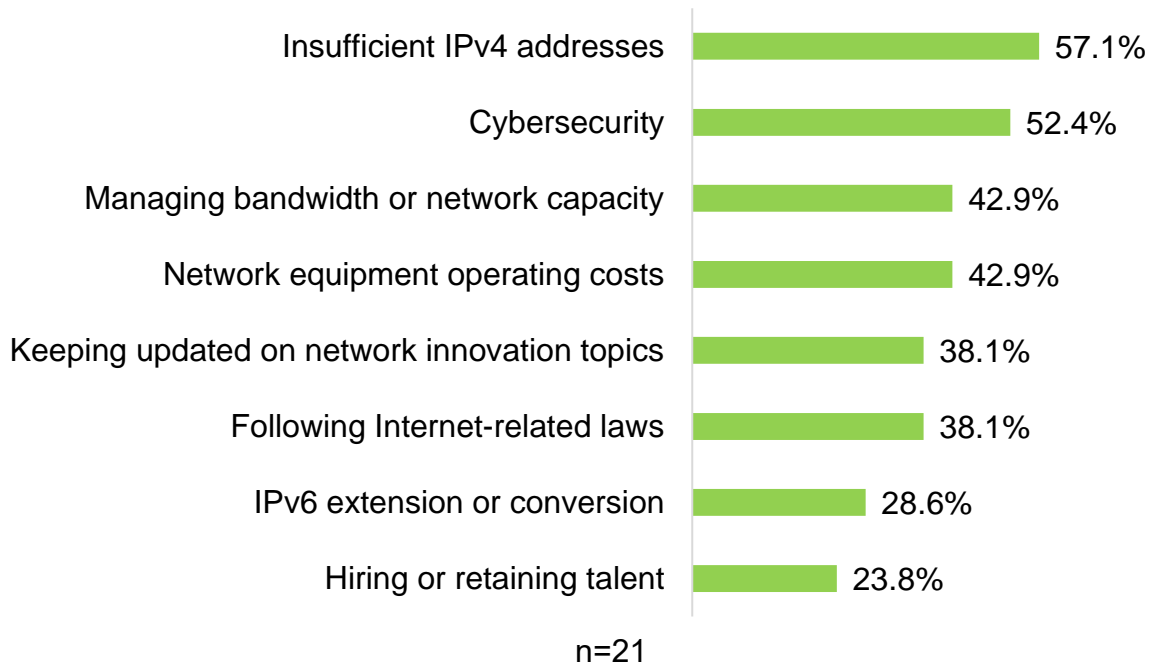 Insufficient IPv4 addresses 57.1%
Cybersecurity 52.4%
Managing bandwidth or network capacity 42.9%
Network equipment operating costs 42.9%
Keeping updated on network innovation topics 38.1%
Following Internet-related laws 38.1%
IPv6 extension or conversion 28.6%
Hiring or retaining talent 23.8%
n=21